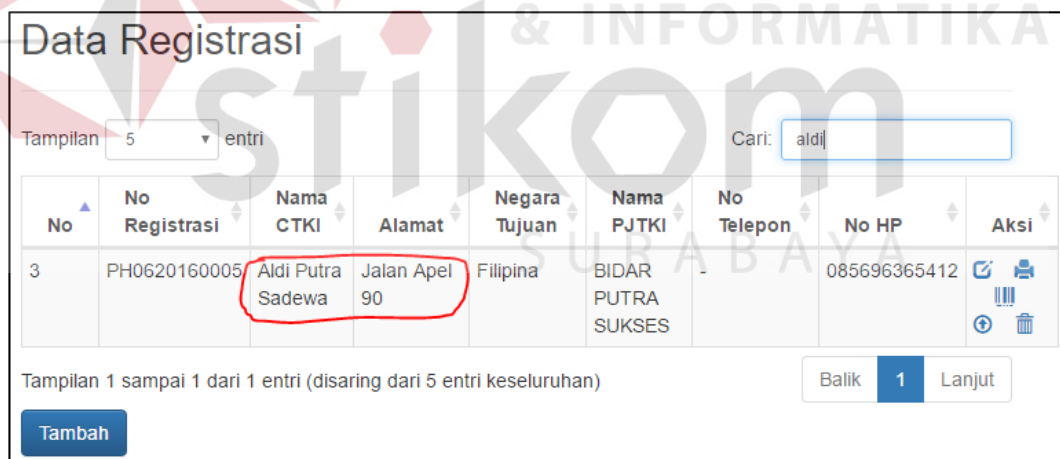 & INFORMATIKA
Data Registrasi
stikom
Tampilan 5 entri Cari: aldi
No No Registrasi Nama CTKI Alamat Negara Tujuan Nama PJTKI No Telepon No HP Aksi
SURABAYA
3 PH0620160005 Aldi Putra Sadewa Jalan Apel 90 Filipina BIDAR PUTRA SUKSES - 085696365412
Tampilan 1 sampai 1 dari 1 entri (disaring dari 5 entri keseluruhan) Balik 1 Lanjut
Tambah